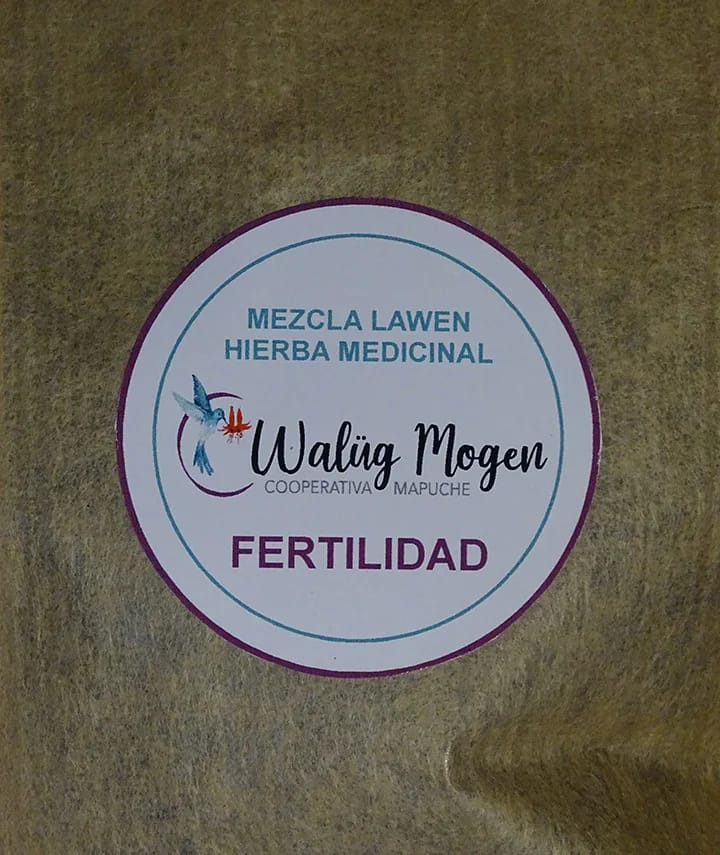 MEZCLA LAWEN
HIERBA MEDICINAL
Walüg Mogen
COOPERATIVA MAPUCHE
FERTILIDAD